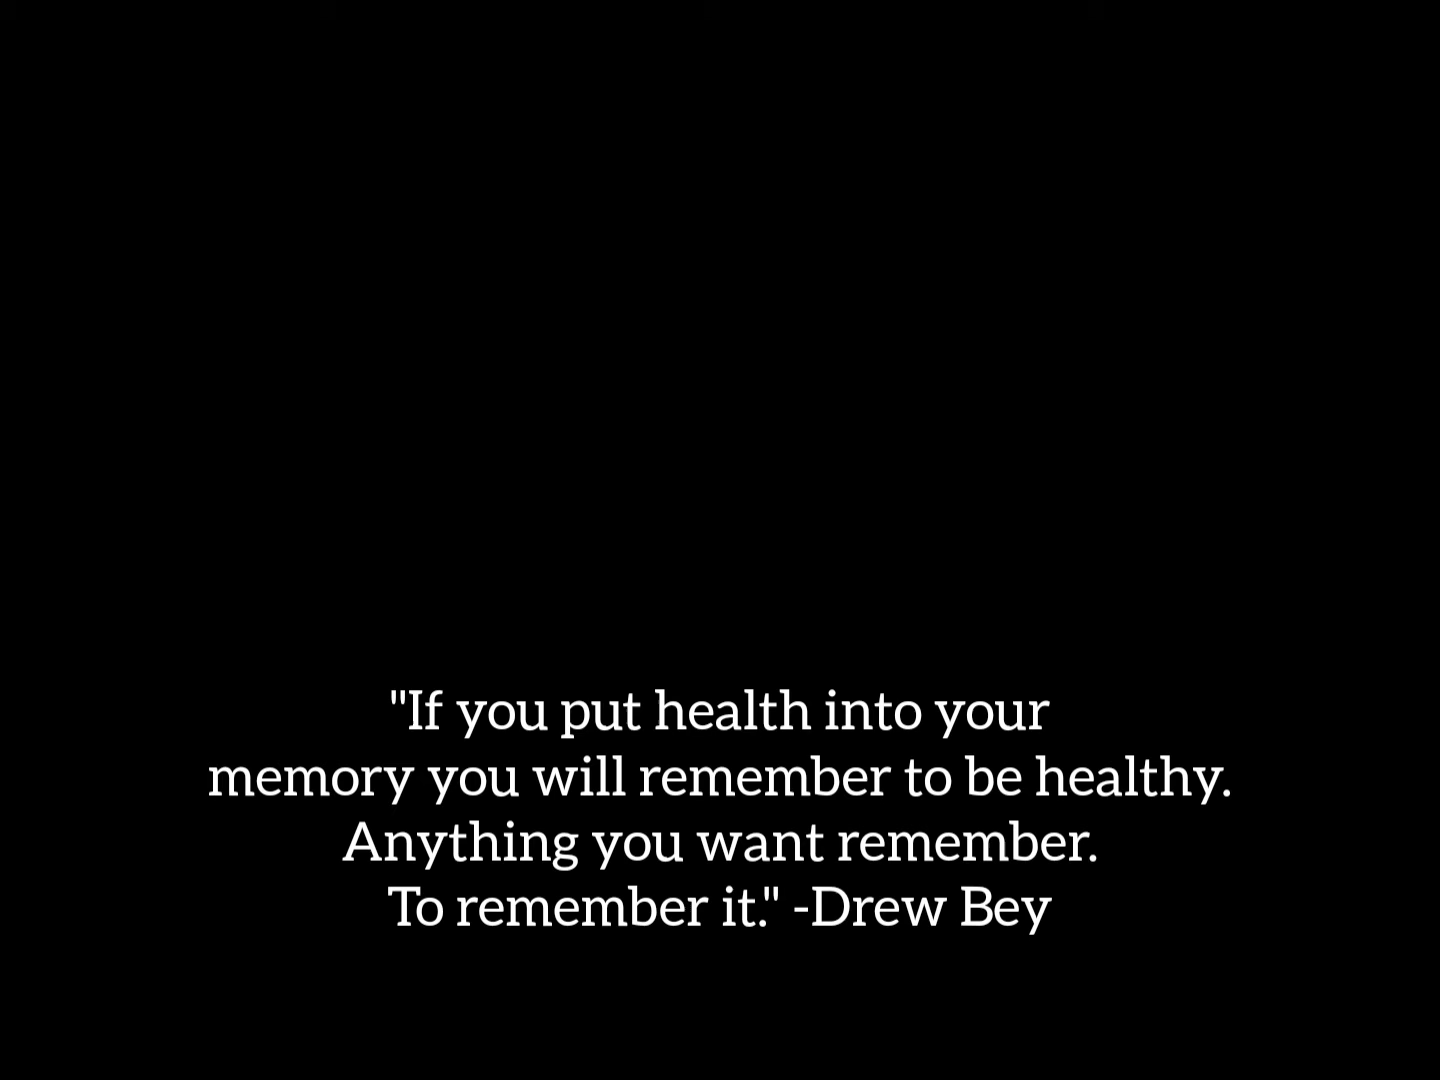 "If you put health into your
memory you will remember to be healthy.
Anything you want remember.
To remember it." -Drew Bey